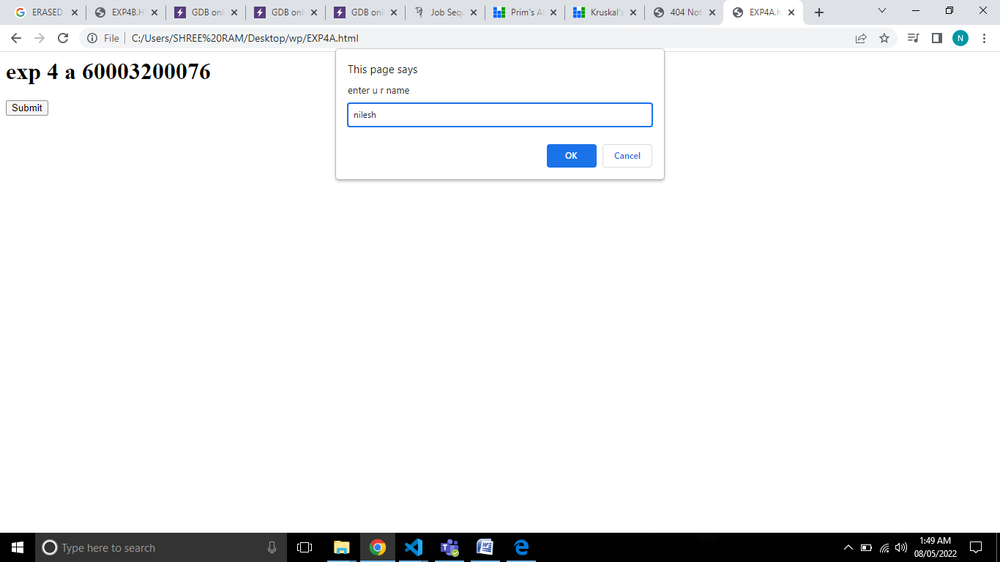 ERASED
EXP4B.H
GDB onl
GDB onl
GDB onl
Job Sequ
Prim's A
Kruskal's
404 Not
EXP4A.h
File
C:/Users/SHREE%20RAM/Desktop/wp/EXP4A.html
N
exp 4 a 60003200076
Submit
This page says
enter u r name
nilesh
OK
Cancel
Type here to search
1:49 AM
08/05/2022